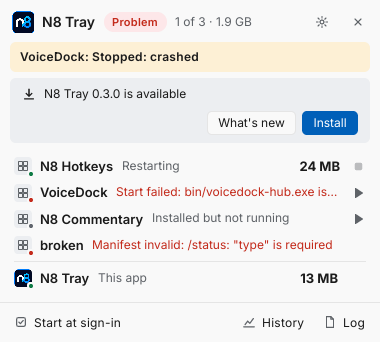 N8 Tray Problem 1 of 3 · 1.9 GB
VoiceDock: Stopped: crashed
N8 Tray 0.3.0 is available
What's new Install
N8 Hotkeys Restarting 24 MB
VoiceDock Start failed: bin/voicedock-hub.exe is...
N8 Commentary Installed but not running
broken Manifest invalid: /status: "type" is required
N8 Tray This app 13 MB
Start at sign-in History Log